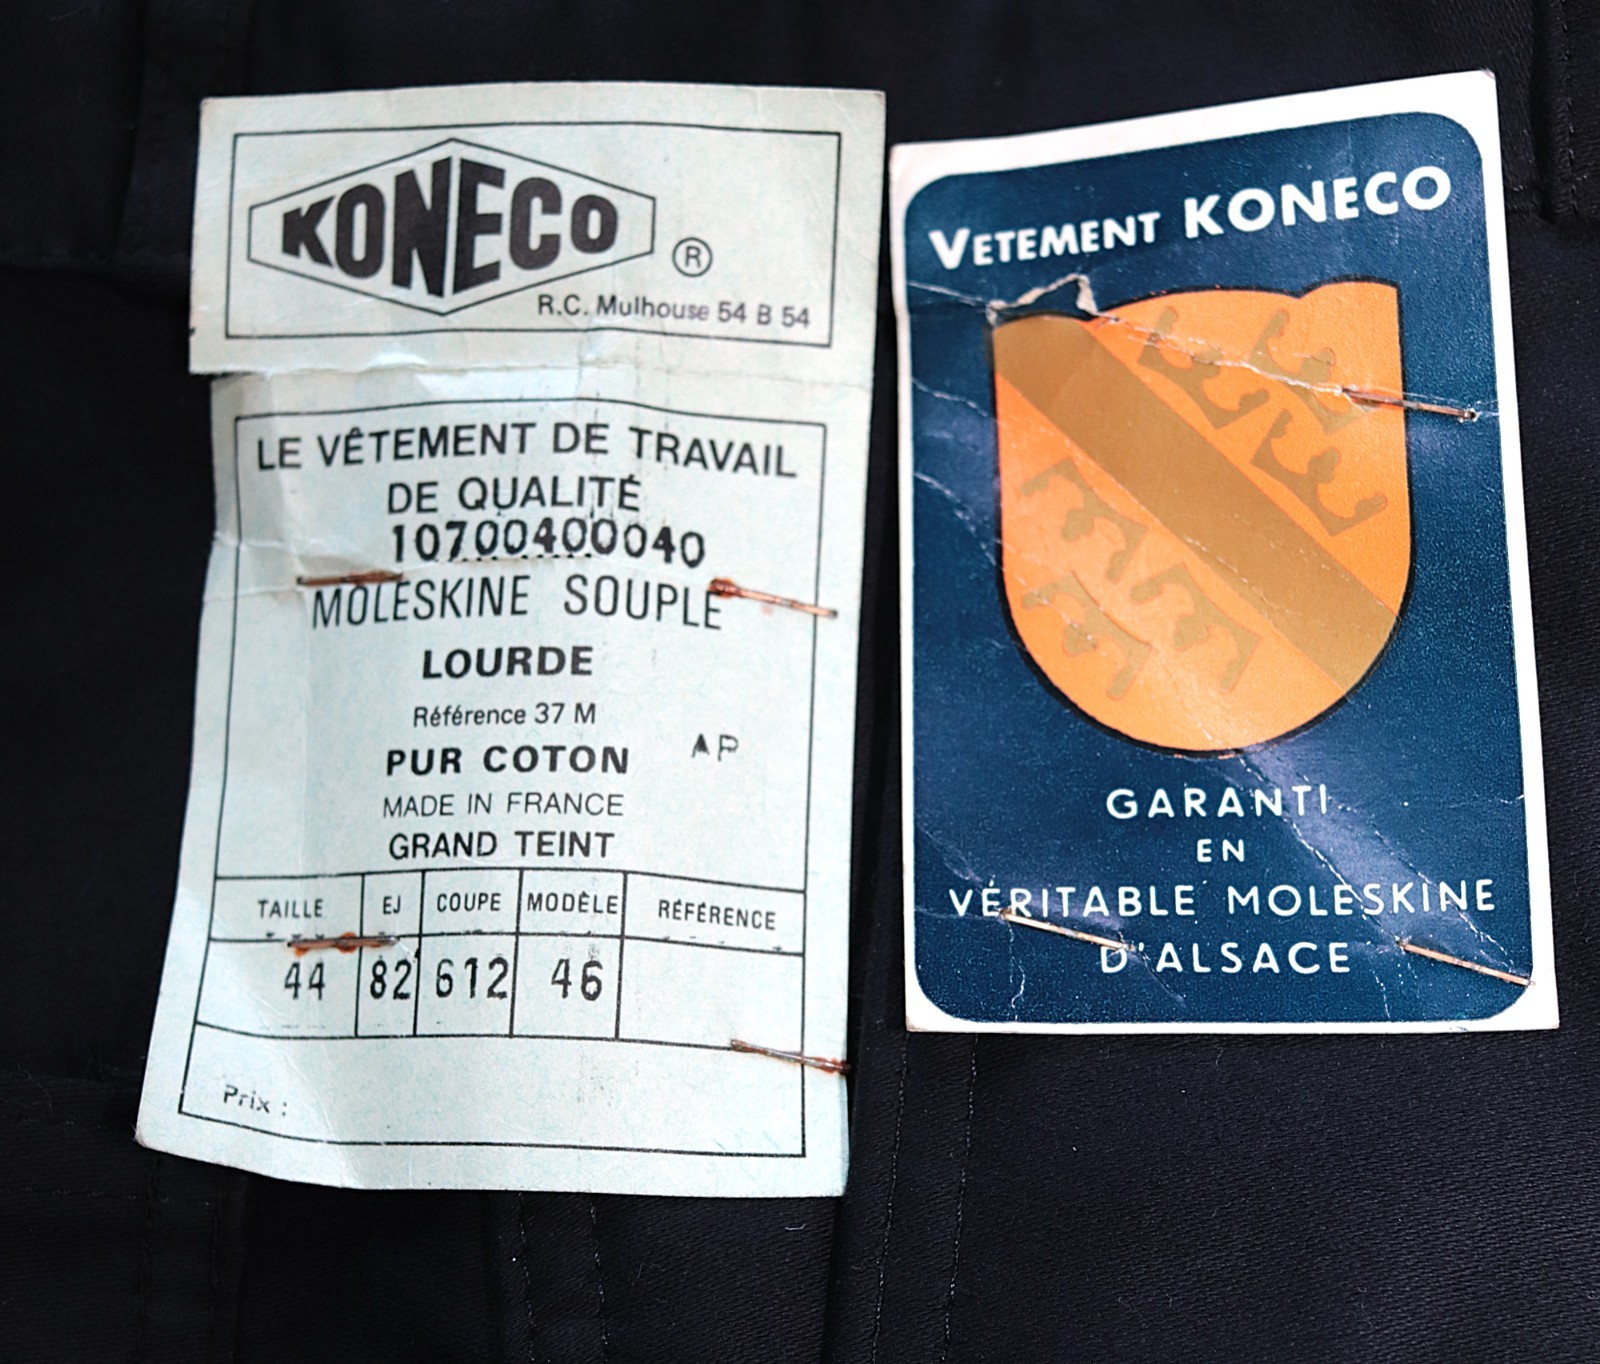 KONECO
®
R.C. Mulhouse 54 B 54
LE VÊTEMENT DE TRAVAIL
DE QUALITÉ
10700400040
MOLESKINE SOUPLE
LOURDE
Référence 37 M
PUR COTON AP
MADE IN FRANCE
GRAND TEINT
TAILLE EJ COUPE MODÈLE RÉFÉRENCE
44 82 612 46
Prix :
VETEMENT KONECO
GARANTI
EN
VÉRITABLE MOLESKINE
D'ALSACE